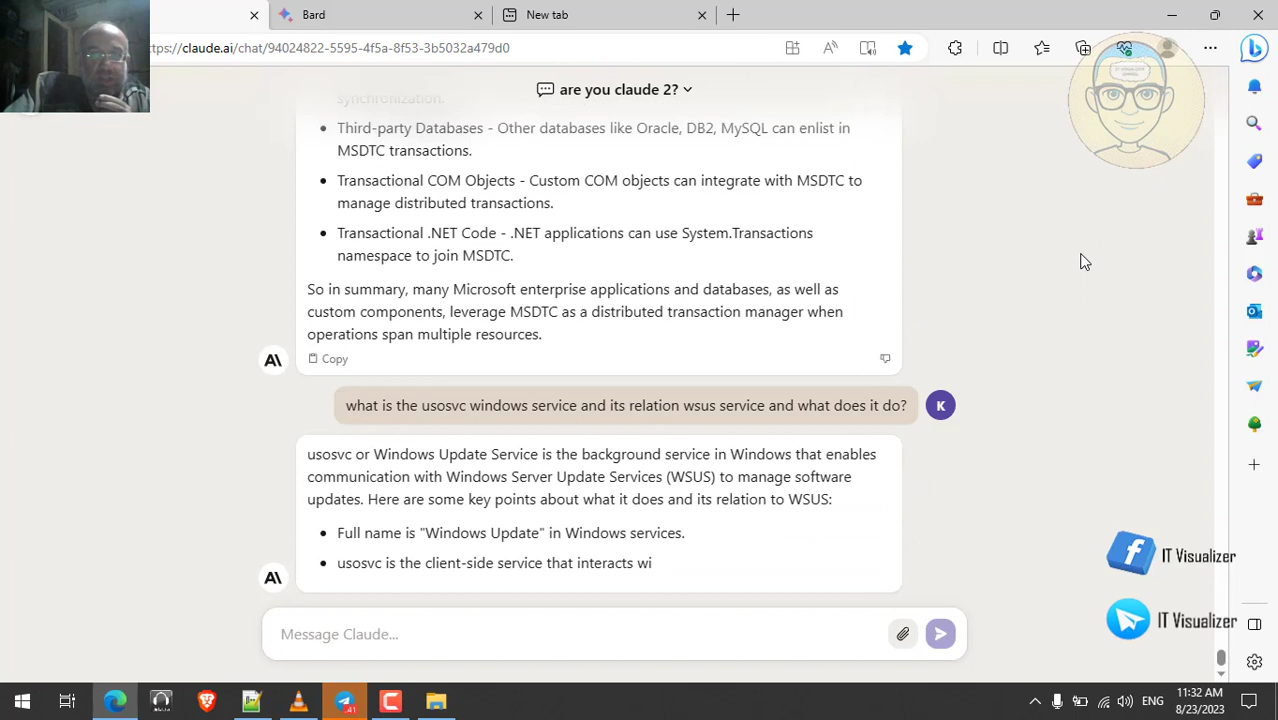 Bard
New tab
ttps://claude.ai/chat/94024822-5595-4f5a-8f53-3b5032a479d0
IT VISUALIZER
are you claude 2?
synchronization.
Third-party Databases - Other databases like Oracle, DB2, MySQL can enlist in
MSDTC transactions.
Transactional COM Objects - Custom COM objects can integrate with MSDTC to
manage distributed transactions.
Transactional .NET Code - .NET applications can use System.Transactions
namespace to join MSDTC.
So in summary, many Microsoft enterprise applications and databases, as well as
custom components, leverage MSDTC as a distributed transaction manager when
operations span multiple resources.
Copy
what is the usosvc windows service and its relation wsus service and what does it do?
K
usosvc or Windows Update Service is the background service in Windows that enables
communication with Windows Server Update Services (WSUS) to manage software
updates. Here are some key points about what it does and its relation to WSUS:
Full name is "Windows Update" in Windows services.
usosvc is the client-side service that interacts wi
IT Visualizer
Message Claude...
IT Visualizer
41
ENG
11:32 AM
8/23/2023